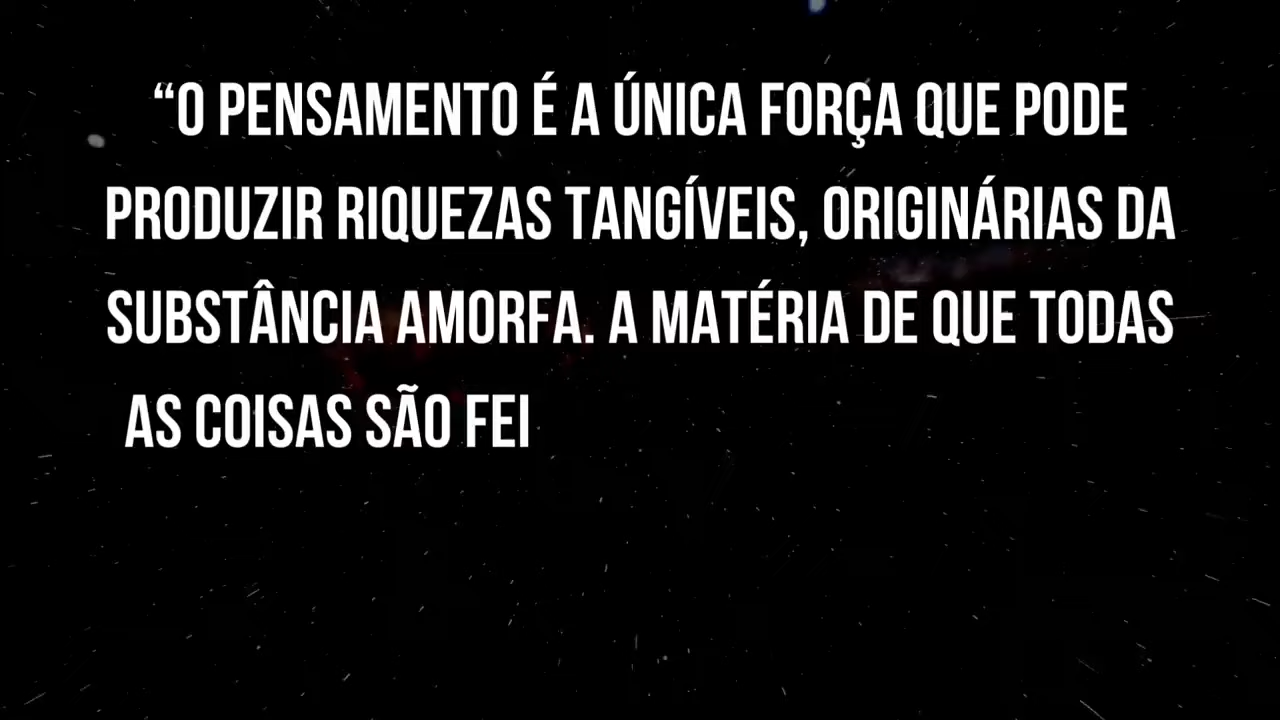 “O PENSAMENTO É A ÚNICA FORÇA QUE PODE
PRODUZIR RIQUEZAS TANGÍVEIS, ORIGINÁRIAS DA
SUBSTÂNCIA AMORFA. A MATÉRIA DE QUE TODAS
AS COISAS SÃO FEI